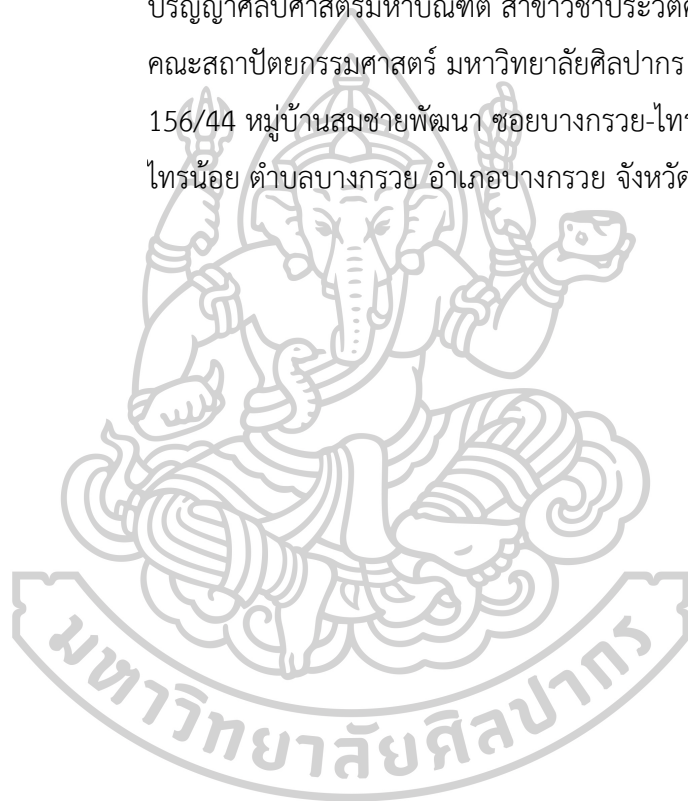 ปริญญาศิลปศาสตรมหาบัณฑิต สาขาวิชาประวัติ
คณะสถาปัตยกรรมศาสตร์ มหาวิทยาลัยศิลปากร
156/44 หมู่บ้านสมชายพัฒนา ซอยบางกรวย-ไทร
ไทรน้อย ตำบลบางกรวย อำเภอบางกรวย จังหวัด
มหาวิทยาลัยศิลปากร